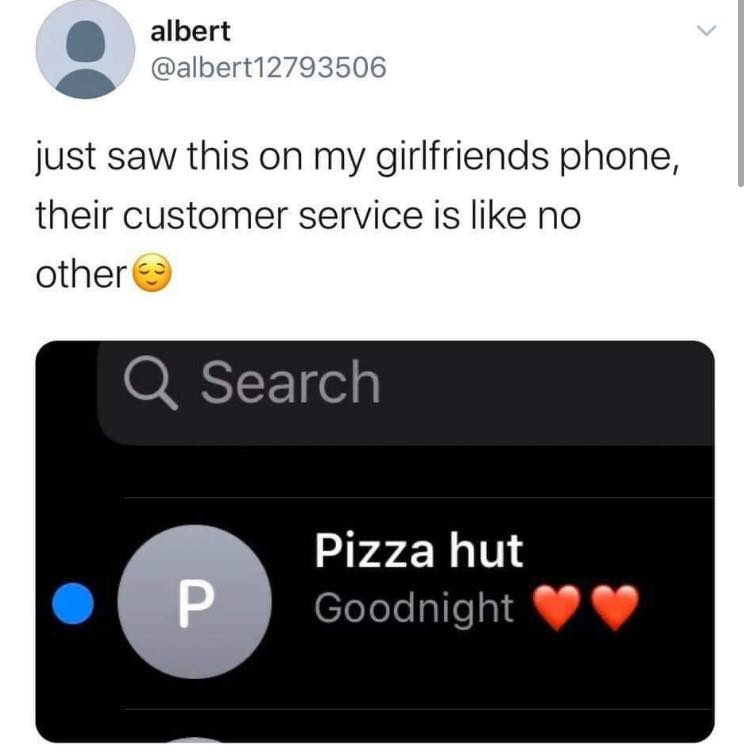 albert
@albert12793506
just saw this on my girlfriends phone,
their customer service is like no
other😌
Search
P
Pizza hut
Goodnight ❤️❤️